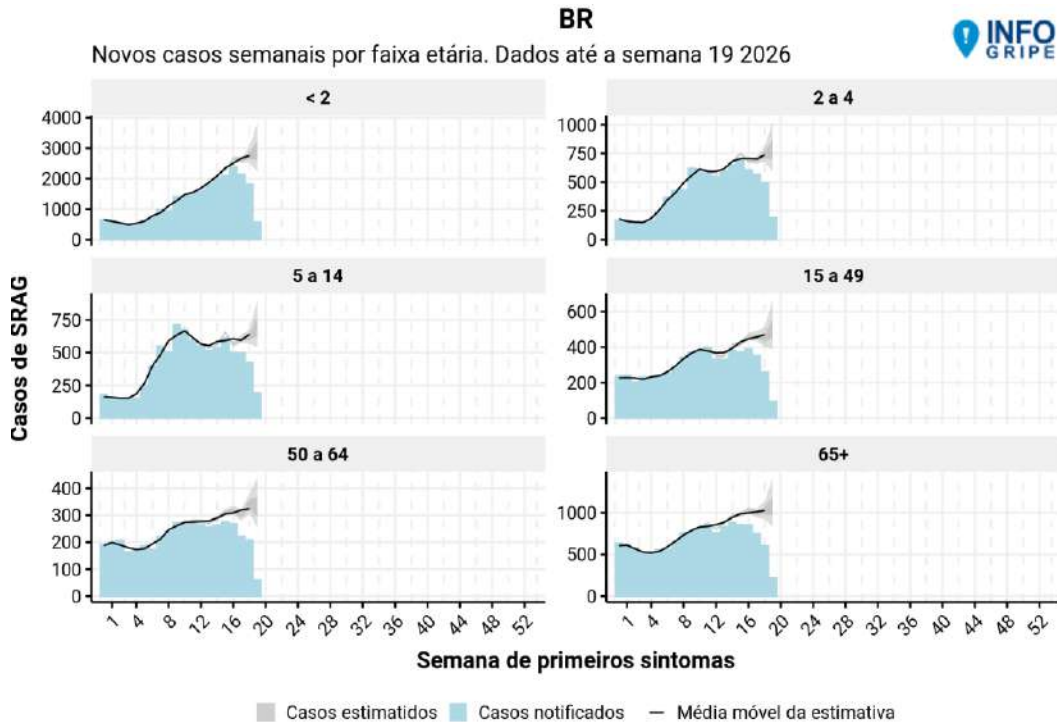 BR
INFO
GRIPE
Novos casos semanais por faixa etária. Dados até a semana 19 2026
< 2
4000
3000
2000
1000
0
2 a 4
1000
750
500
250
0
5 a 14
750
500
250
0
15 a 49
600
400
200
0
50 a 64
400
300
200
100
0
65+
1000
500
0
Casos de SRAG
1 4 8 12 16 20 24 28 32 36 40 44 48 52
1 4 8 12 16 20 24 28 32 36 40 44 48 52
Semana de primeiros sintomas
Casos estimatidos Casos notificados Média móvel da estimativa